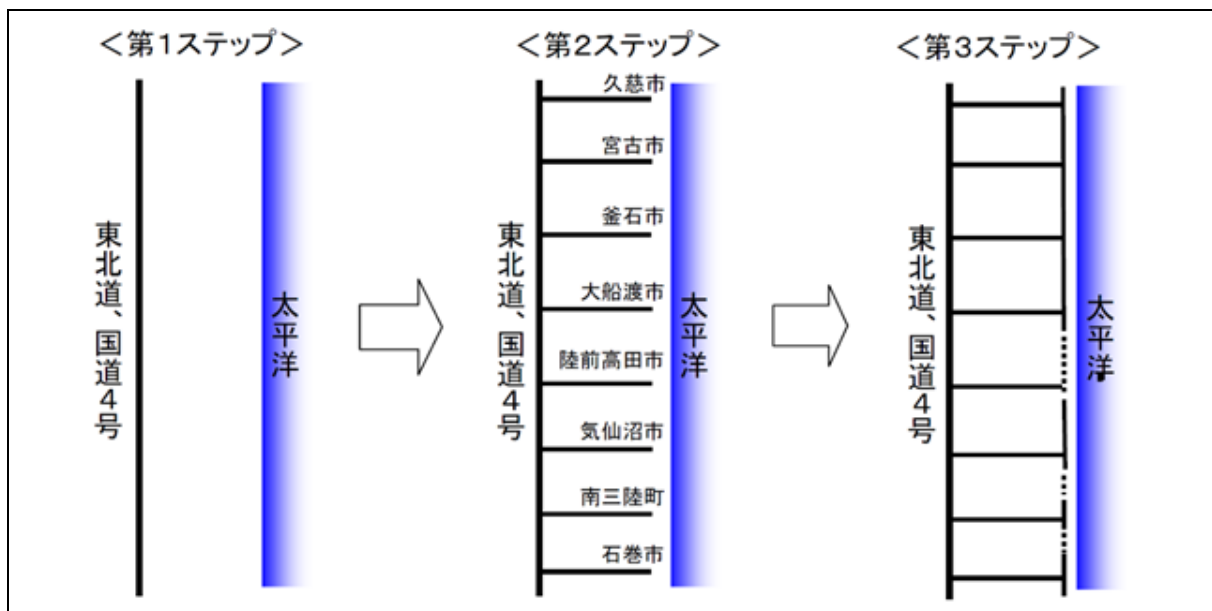 ＜第１ステップ＞
東北道、国道４号
太平洋
＜第２ステップ＞
久慈市
宮古市
釜石市
大船渡市
陸前高田市
気仙沼市
南三陸町
石巻市
東北道、国道４号
太平洋
＜第３ステップ＞
東北道、国道４号
太平洋